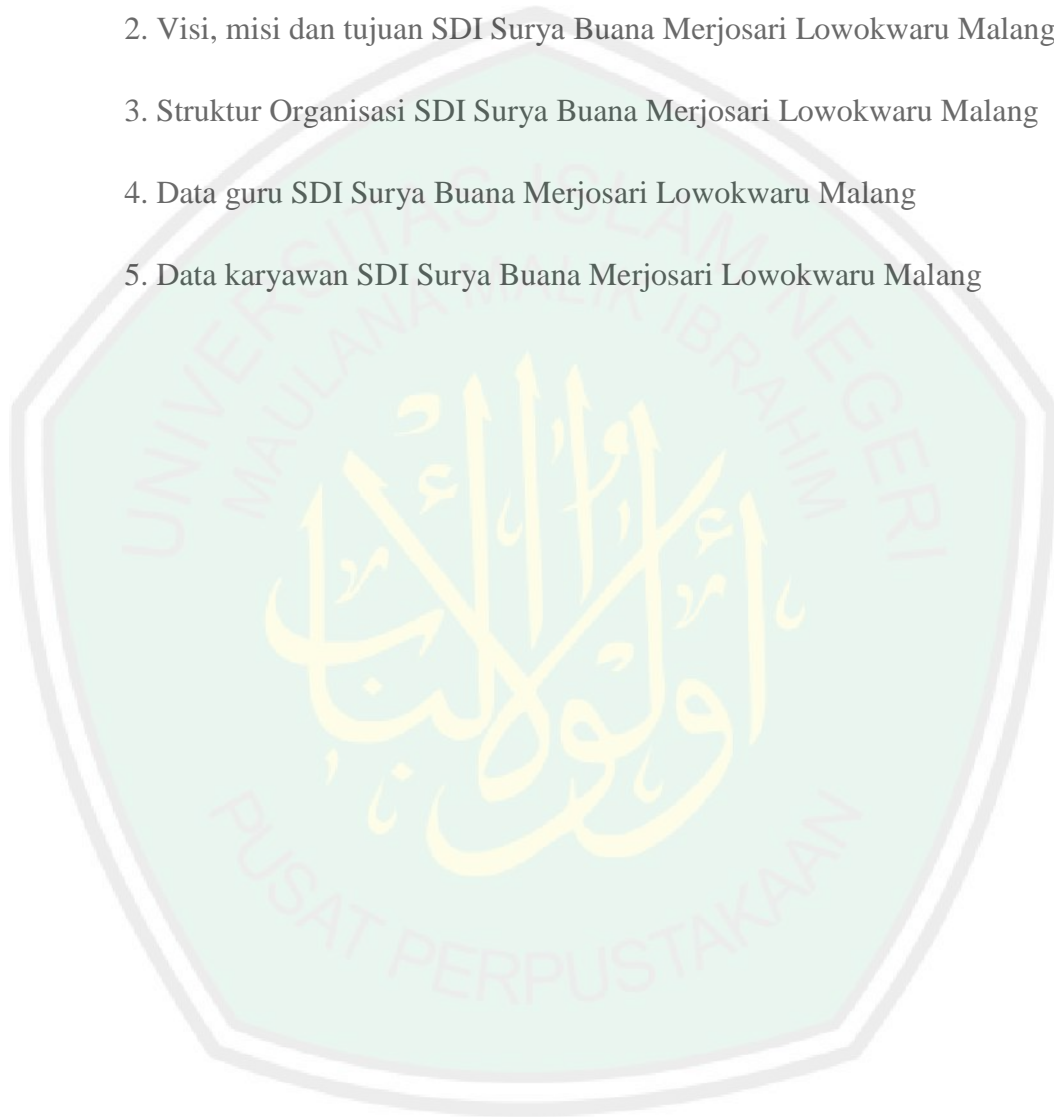 2. Visi, misi dan tujuan SDI Surya Buana Merjosari Lowokwaru Malang
3. Struktur Organisasi SDI Surya Buana Merjosari Lowokwaru Malang
4. Data guru SDI Surya Buana Merjosari Lowokwaru Malang
5. Data karyawan SDI Surya Buana Merjosari Lowokwaru Malang
UNIVERSITAS ISLAM NEGERI
MAULANA MALIK IBRAHIM
أولوا الألباب
PUSAT PERPUSTAKAAN